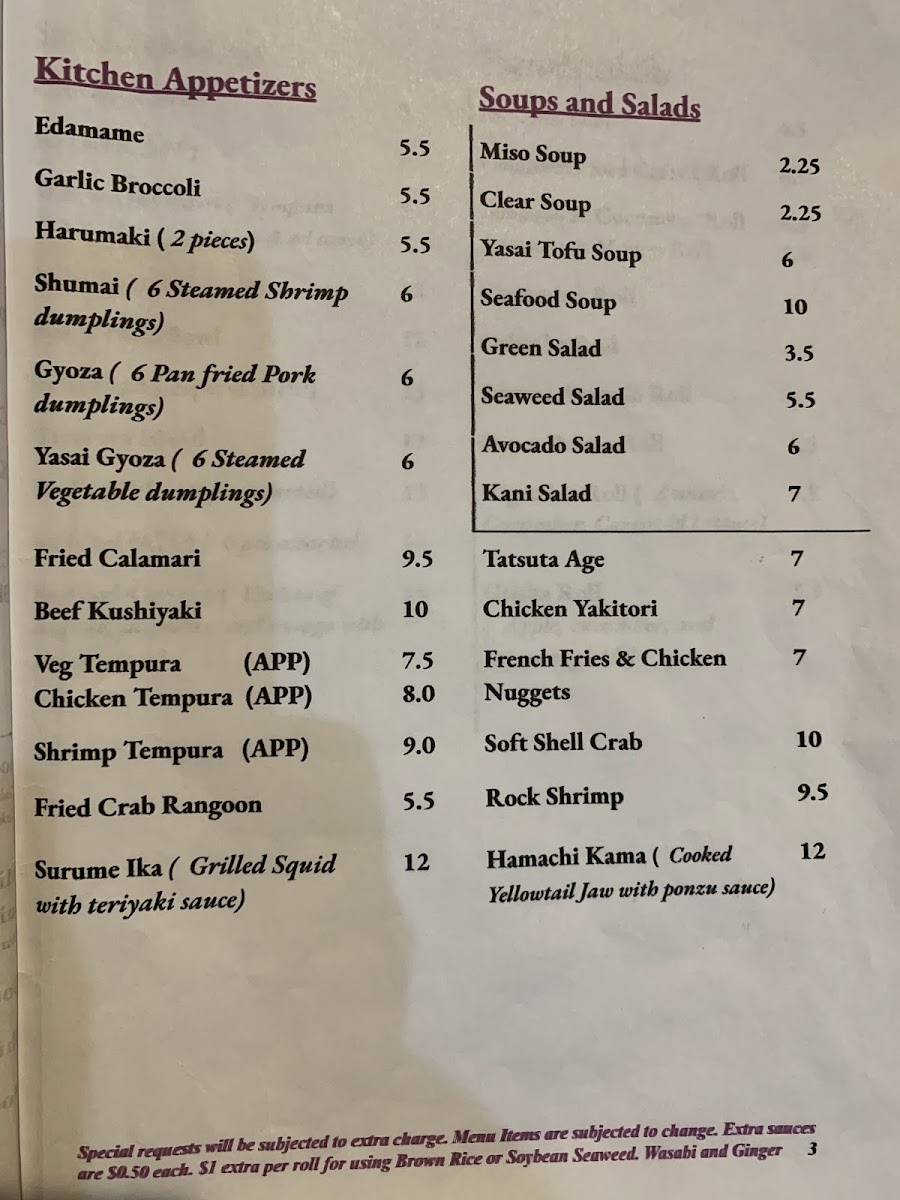 Kitchen Appetizers
Edamame 5.5
Garlic Broccoli 5.5
Harumaki ( 2 pieces) 5.5
Shumai ( 6 Steamed Shrimp 6
dumplings)
Gyoza ( 6 Pan fried Pork 6
dumplings)
Yasai Gyoza ( 6 Steamed 6
Vegetable dumplings)
Fried Calamari 9.5
Beef Kushiyaki 10
Veg Tempura (APP) 7.5
Chicken Tempura (APP) 8.0
Shrimp Tempura (APP) 9.0
Fried Crab Rangoon 5.5
Surume Ika ( Grilled Squid 12
with teriyaki sauce)
Soups and Salads
Miso Soup 2.25
Clear Soup 2.25
Yasai Tofu Soup 6
Seafood Soup 10
Green Salad 3.5
Seaweed Salad 5.5
Avocado Salad 6
Kani Salad 7
Tatsuta Age 7
Chicken Yakitori 7
French Fries & Chicken 7
Nuggets
Soft Shell Crab 10
Rock Shrimp 9.5
Hamachi Kama ( Cooked 12
Yellowtail Jaw with ponzu sauce)
Special requests will be subjected to extra charge. Menu Items are subjected to change. Extra sauces
are $0.50 each. $1 extra per roll for using Brown Rice or Soybean Seaweed. Wasabi and Ginger 3